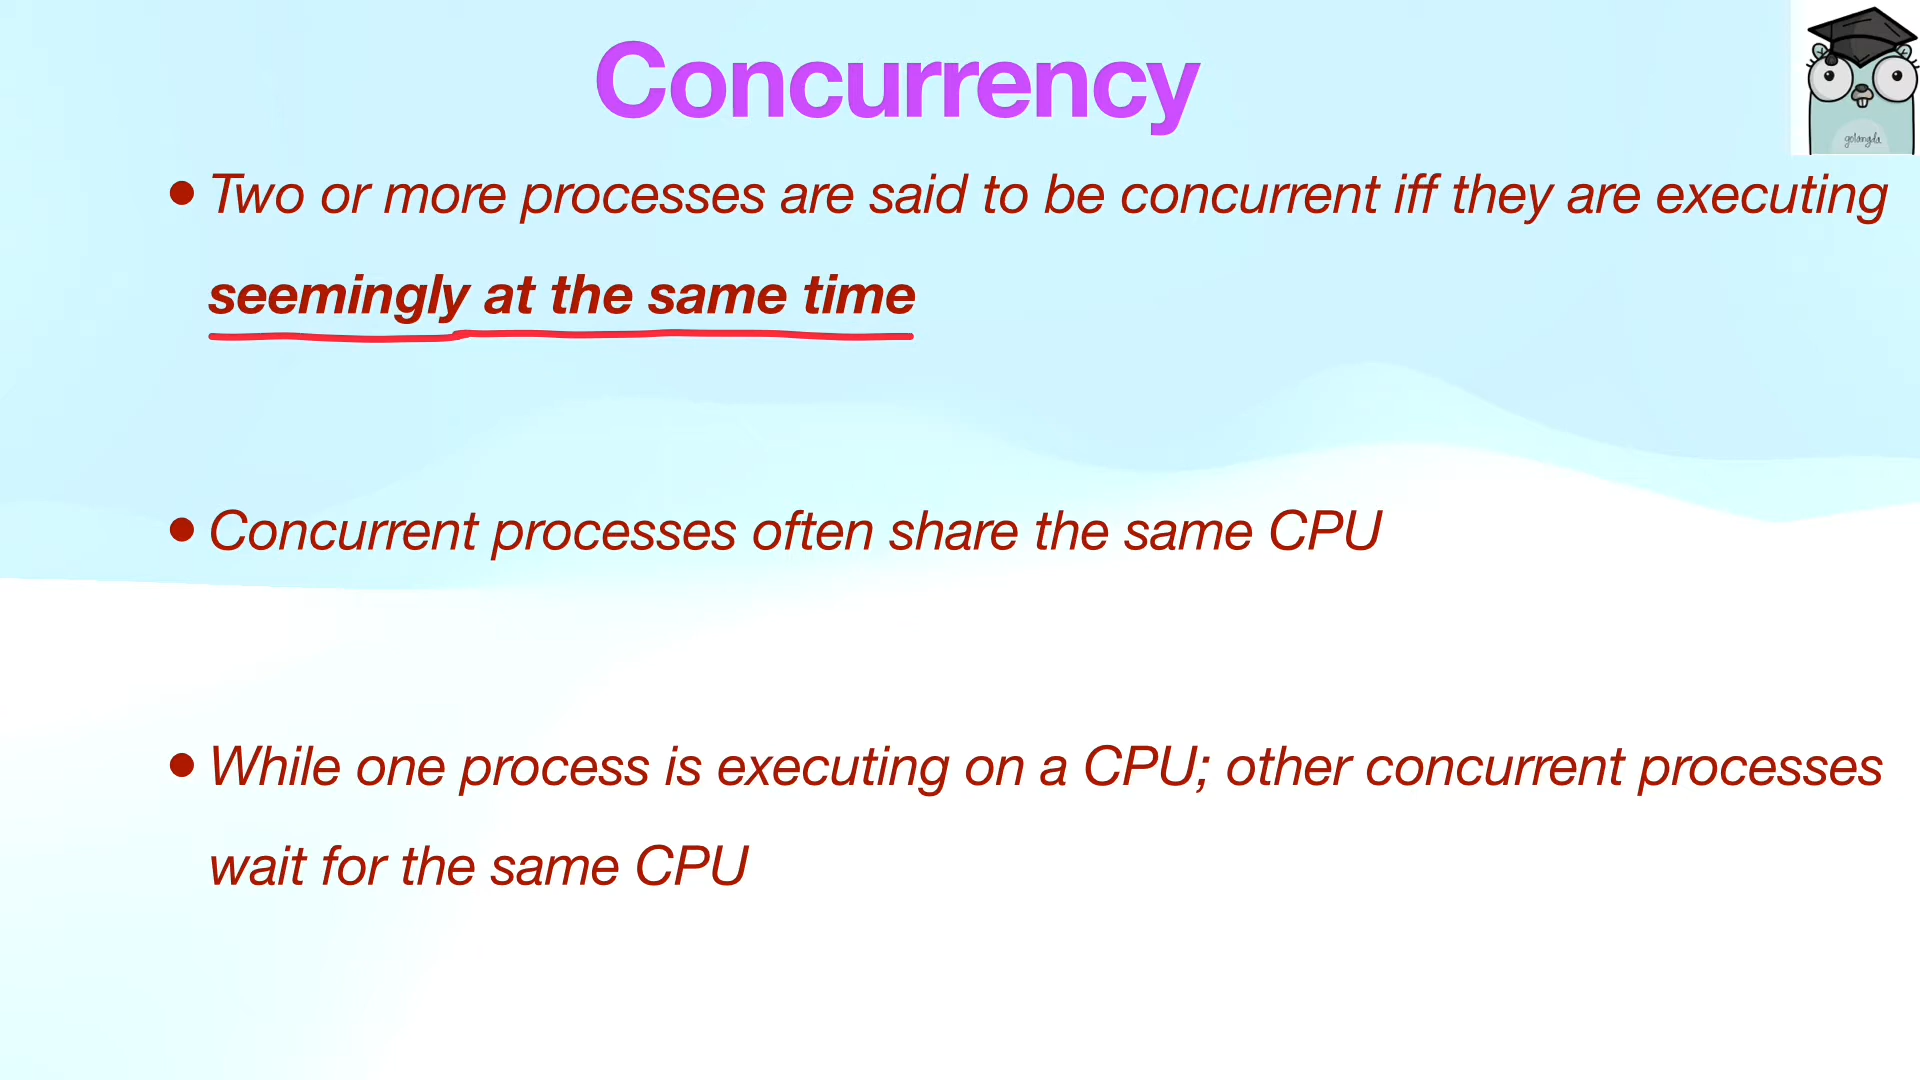 Concurrency
• Two or more processes are said to be concurrent iff they are executing
seemingly at the same time
• Concurrent processes often share the same CPU
• While one process is executing on a CPU; other concurrent processes
wait for the same CPU